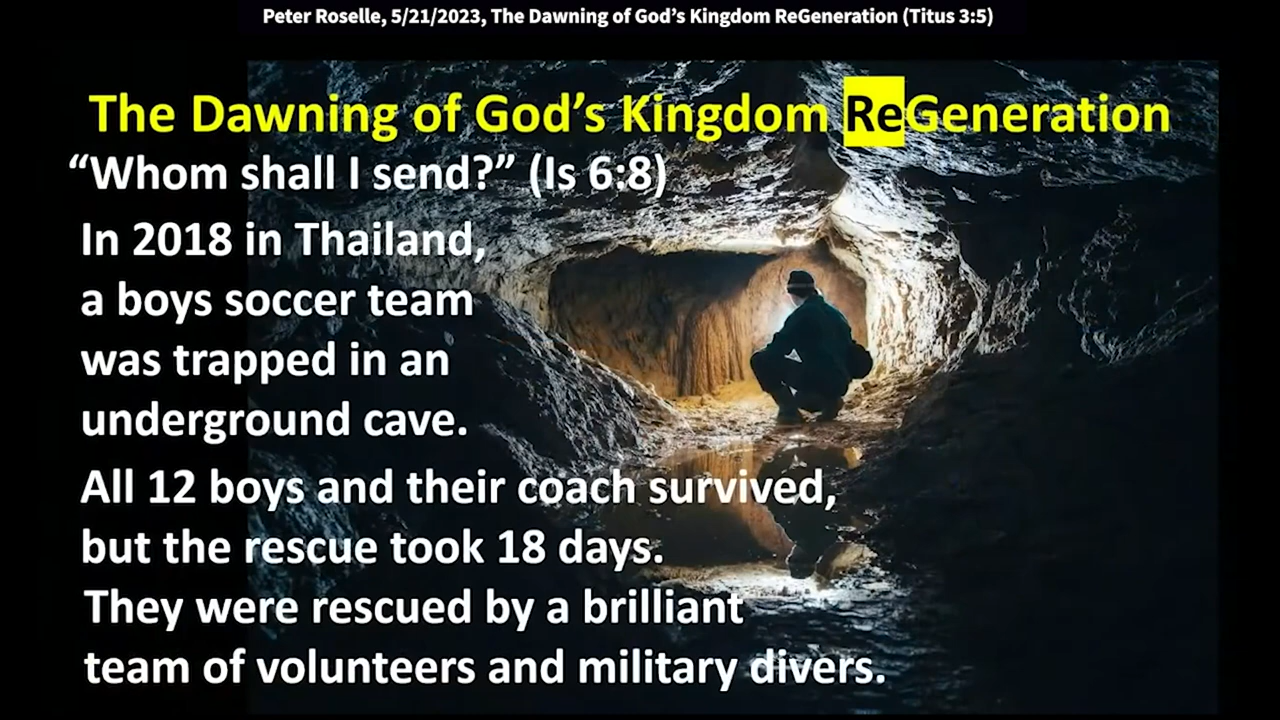 Peter Roselle, 5/21/2023, The Dawning of God's Kingdom ReGeneration (Titus 3:5)
The Dawning of God's Kingdom ReGeneration
“Whom shall I send?” (Is 6:8)
In 2018 in Thailand,
a boys soccer team
was trapped in an
underground cave.
All 12 boys and their coach survived,
but the rescue took 18 days.
They were rescued by a brilliant
team of volunteers and military divers.